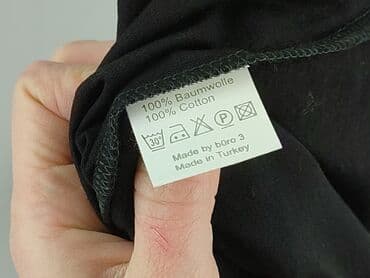 100% Baumwolle
100% Cotton
30°
P
Made by büro 3
Made in Turkey